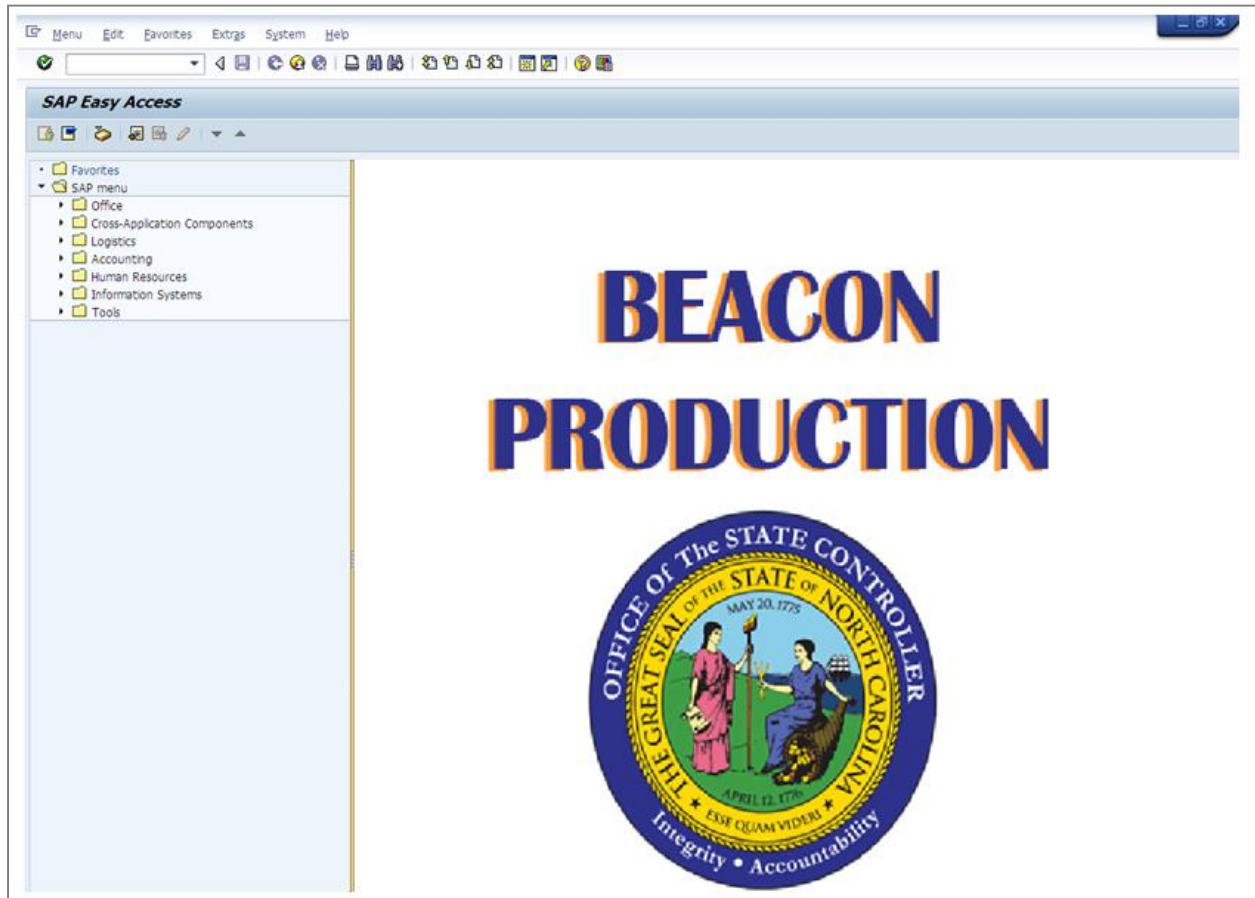 Menu Edit Favorites Extras System Help
SAP Easy Access
Favorites
SAP menu
Office
Cross-Application Components
Logistics
Accounting
Human Resources
Information Systems
Tools
BEACON
PRODUCTION
OFFICE Of The STATE CONTROLLER
THE GREAT SEAL OF THE STATE OF NORTH CAROLINA
MAY 20, 1775
APRIL 12, 1776
ESSE QUAM VIDERI
Integrity • Accountability